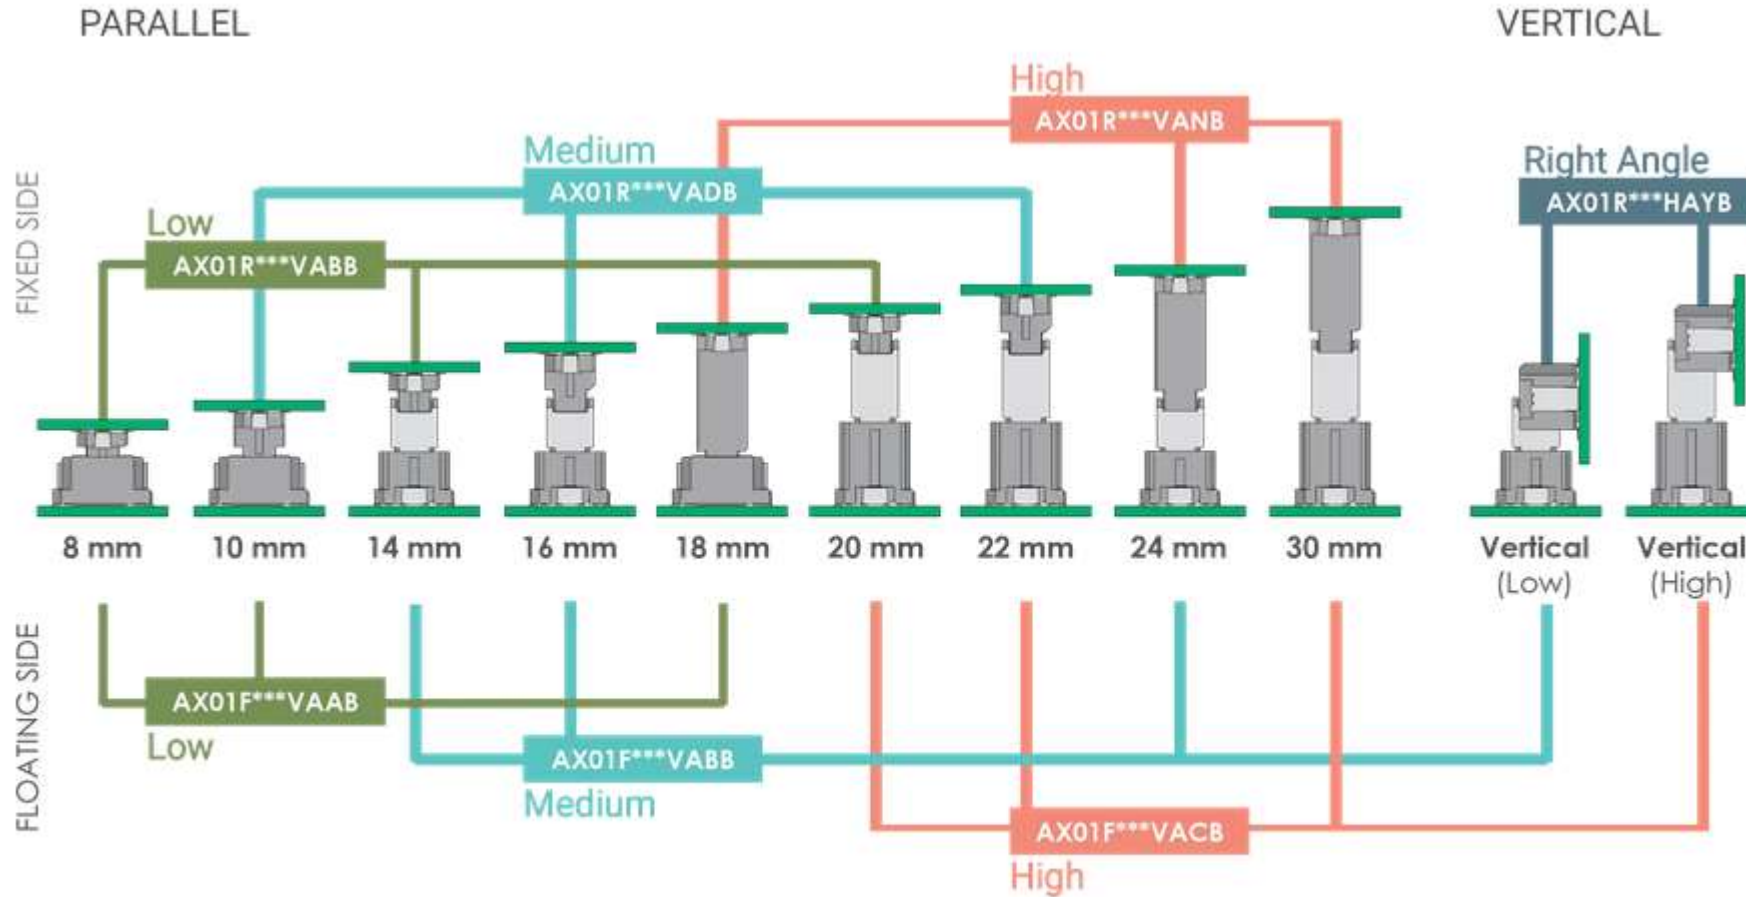 PARALLEL
VERTICAL
High
AX01R***VANB
Medium
AX01R***VADB
Right Angle
AX01R***HAYB
Low
AX01R***VABB
FIXED SIDE
8 mm
10 mm
14 mm
16 mm
18 mm
20 mm
22 mm
24 mm
30 mm
Vertical
(Low)
Vertical
(High)
FLOATING SIDE
AX01F***VAAB
Low
AX01F***VABB
Medium
AX01F***VACB
High